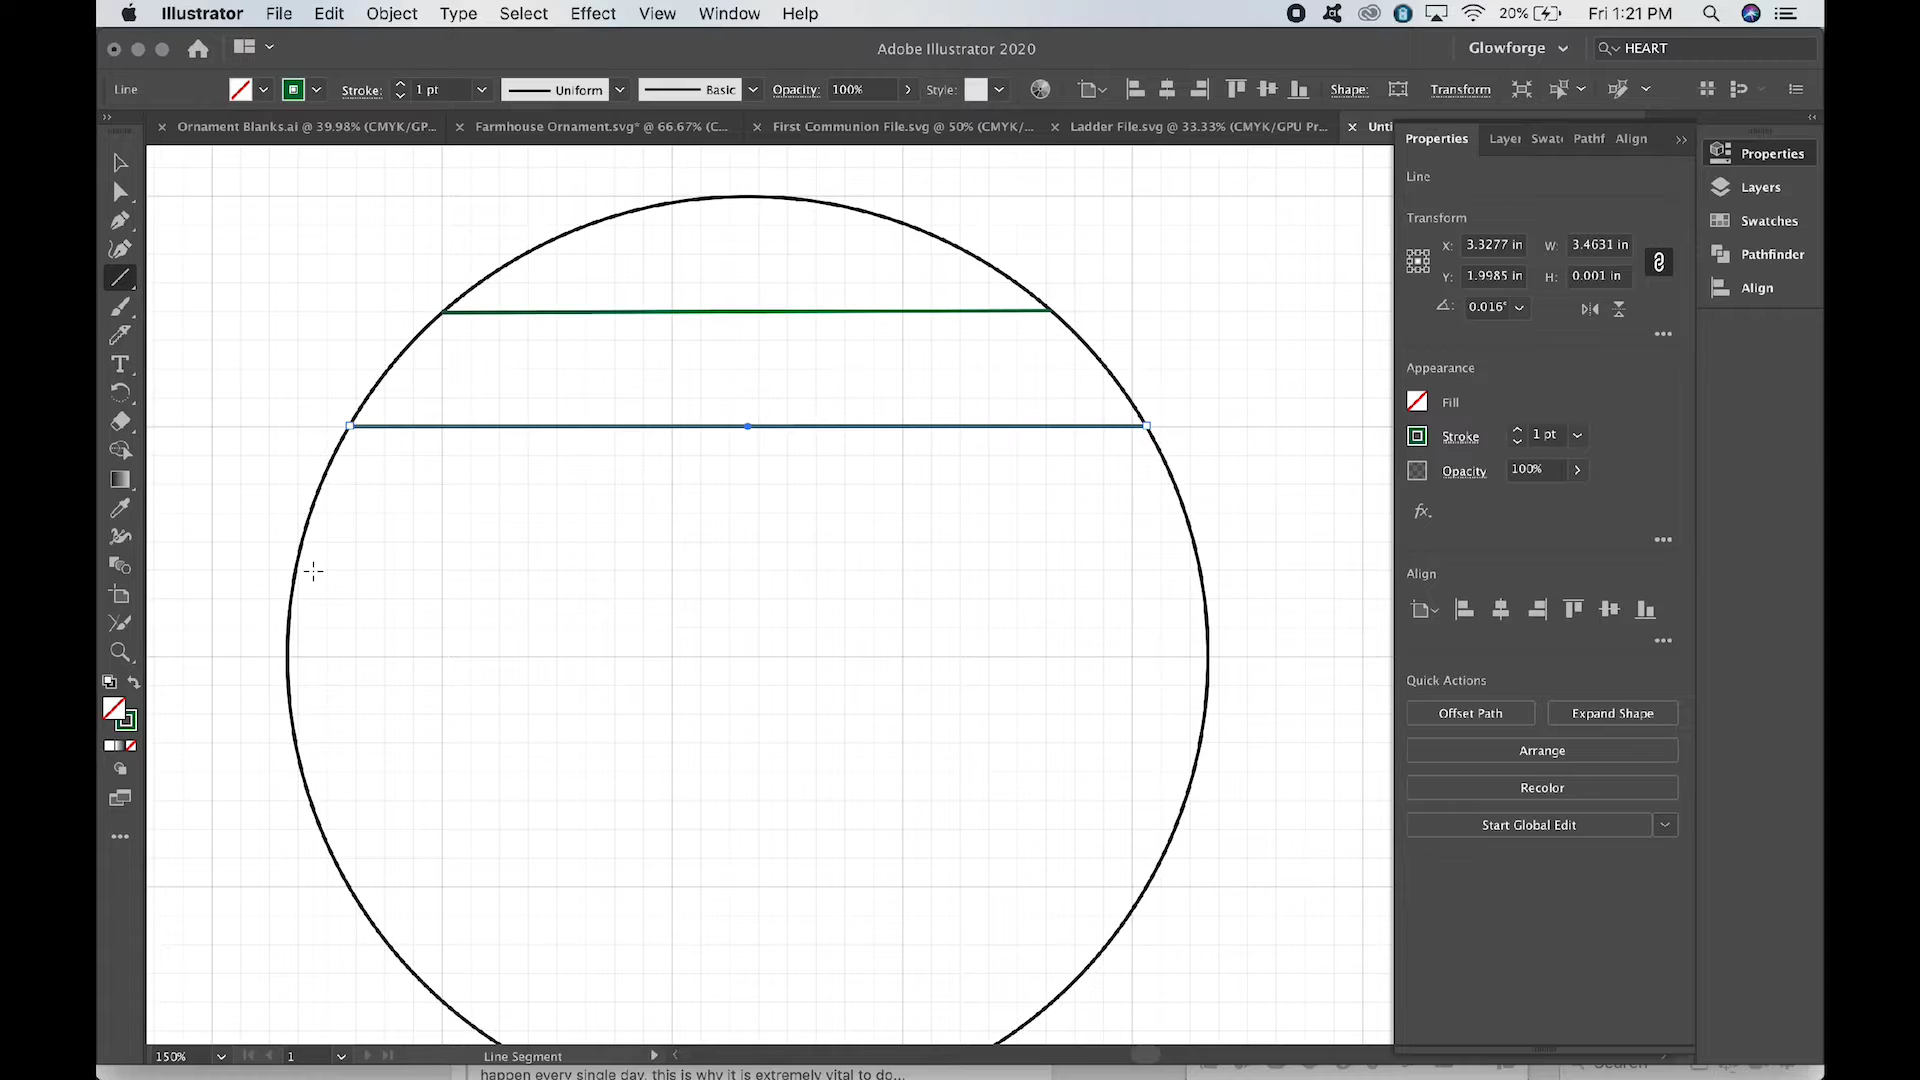 Illustrator File Edit Object Type Select Effect View Window Help 20% Fri 1:21 PM
Adobe Illustrator 2020 Glowforge HEART
Line Stroke: 1 pt Uniform Basic Opacity: 100% Style: Shape: Transform
Ornament Blanks.ai @ 39.98% (CMYK/GP... Farmhouse Ornament.svg* @ 66.67% (C... First Communion File.svg @ 50% (CMYK/... Ladder File.svg @ 33.33% (CMYK/GPU Pr... Unti
Properties Layer Swatc Pathf Align
Properties
Layers
Swatches
Pathfinder
Align
Line
Transform
X: 3.3277 in W: 3.4631 in
Y: 1.9985 in H: 0.001 in
0.016°
Appearance
Fill
Stroke 1 pt
Opacity 100%
fx.
Align
Quick Actions
Offset Path Expand Shape
Arrange
Recolor
Start Global Edit
150% 1 Line Segment
happen every single day, this is why it is extremely vital to do...
Search